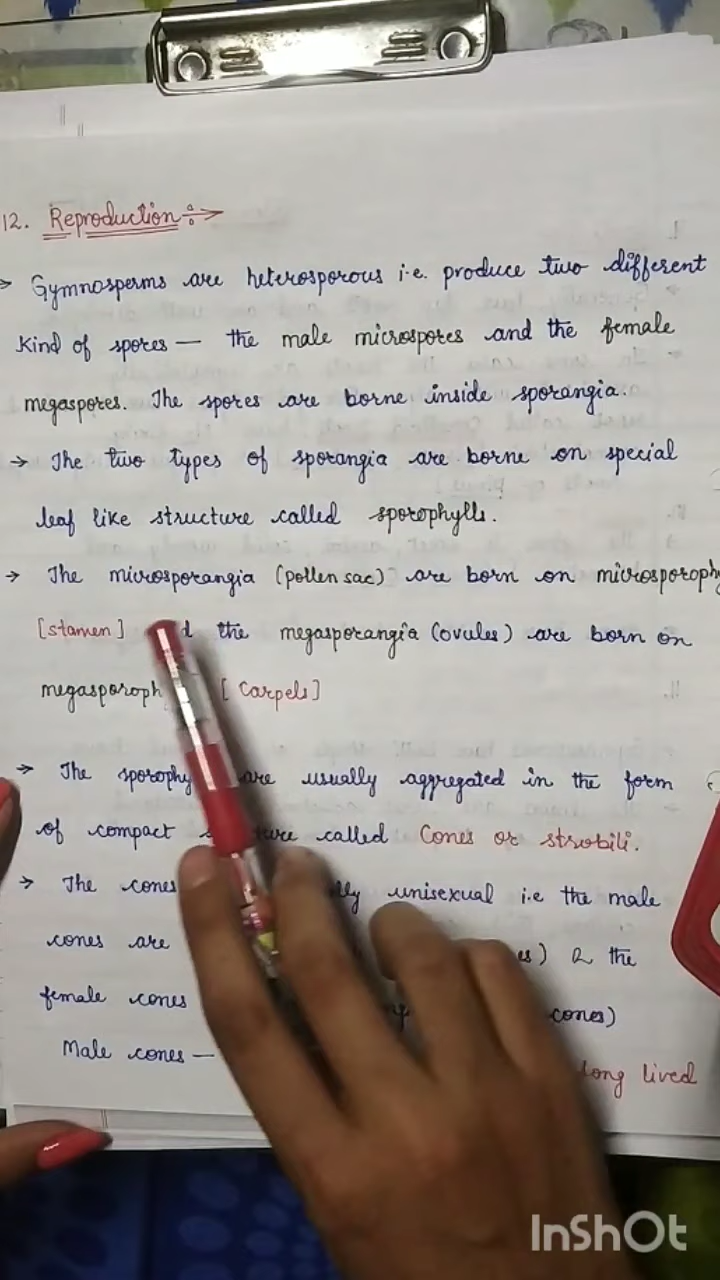 12. Reproduction
→ Gymnosperms are heterosporous i.e. produce two different
kind of spores — the male microspores and the female
megaspores. The spores are borne inside sporangia.
→ The two types of sporangia are borne on special
leaf like structure called sporophylls.
→ The microsporangia (pollen sac) are born on microsporophy
[stamen] the megasporangia (ovules) are born on
megasporoph [Carpels]
→ The sporophy are usually aggregated in the form
of compact called Cones or strobili.
→ The cones unisexual i.e the male
cones are & the
female cones cones)
Male cones — long lived
InShOt